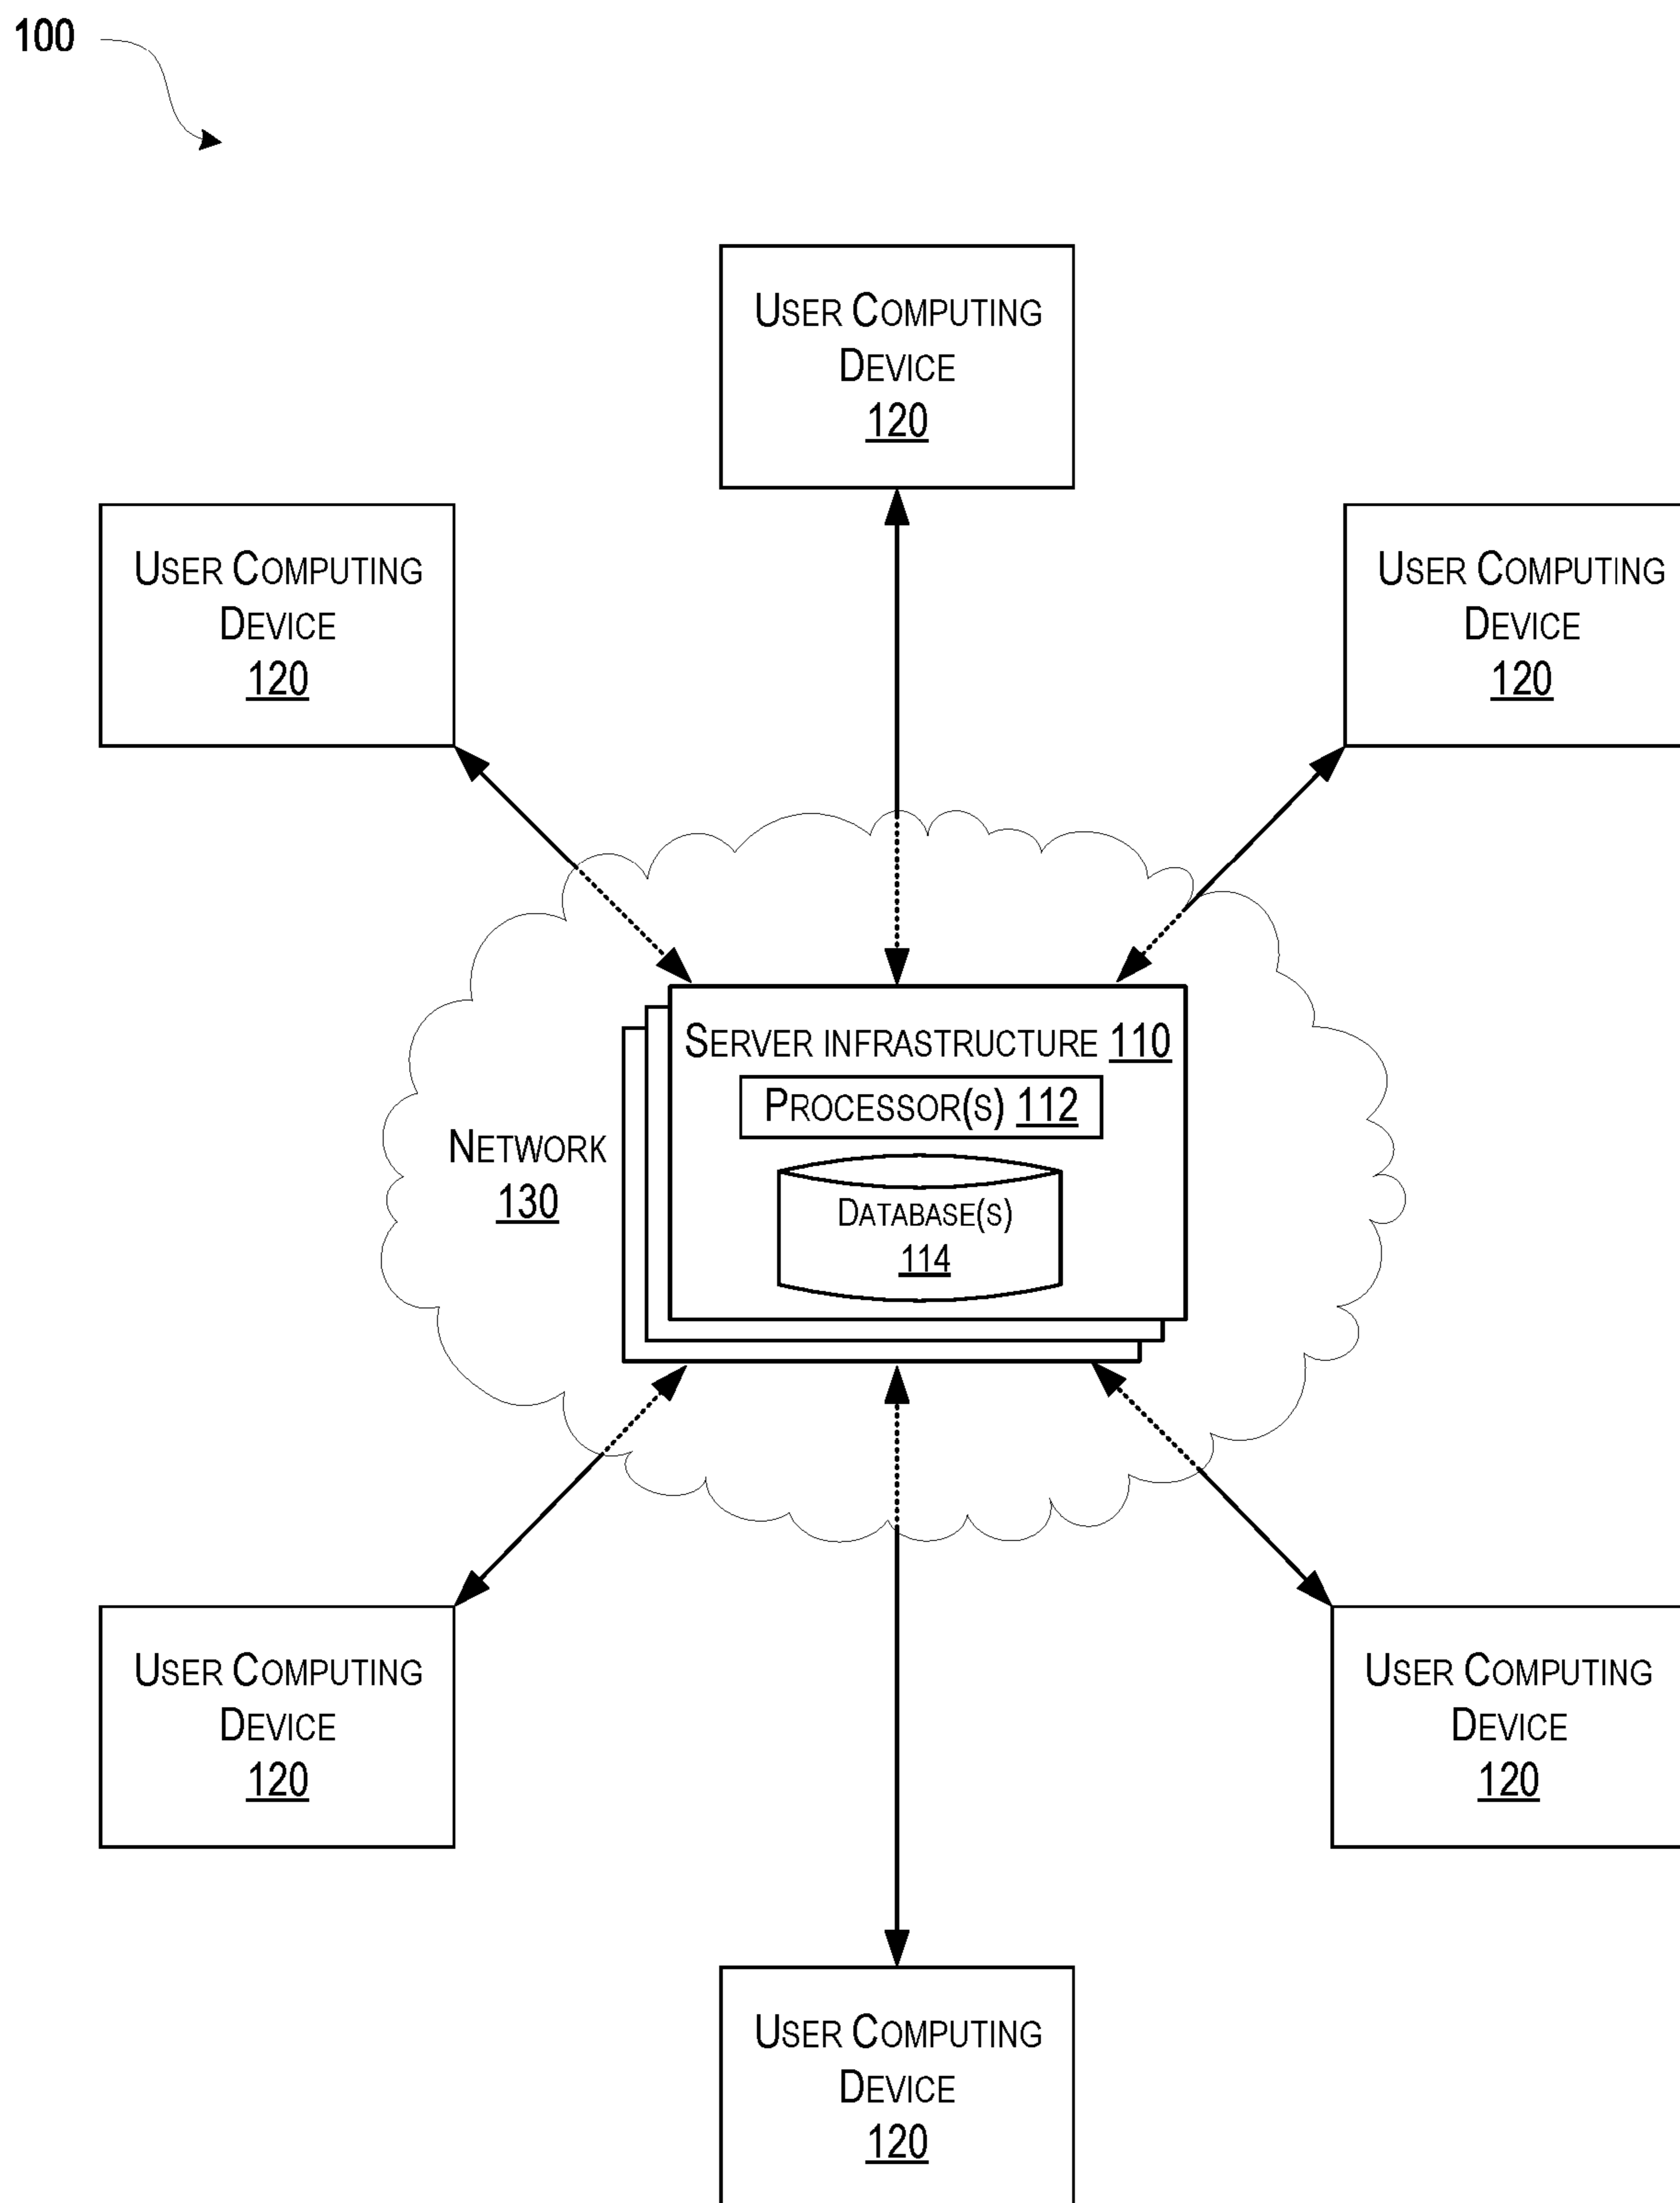 100
USER COMPUTING
DEVICE
120
USER COMPUTING
DEVICE
120
USER COMPUTING
DEVICE
120
SERVER INFRASTRUCTURE 110
PROCESSOR(S) 112
NETWORK
130
DATABASE(S)
114
USER COMPUTING
DEVICE
120
USER COMPUTING
DEVICE
120
USER COMPUTING
DEVICE
120